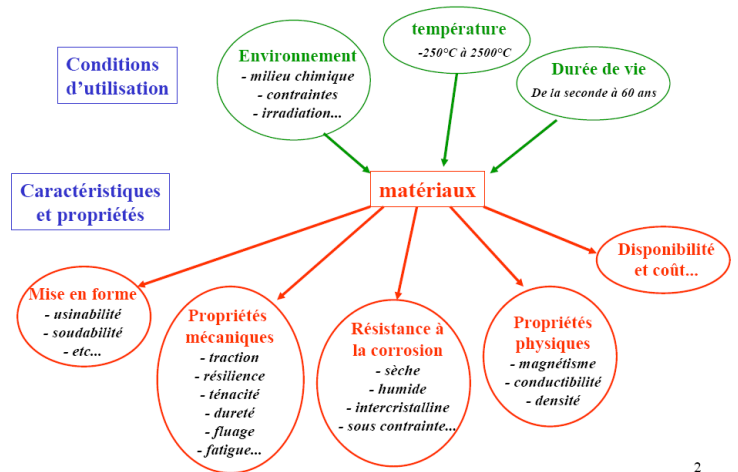 Conditions
d'utilisation
Environnement
- milieu chimique
- contraintes
- irradiation...
température
-250°C à 2500°C
Durée de vie
De la seconde à 60 ans
Caractéristiques
et propriétés
matériaux
Mise en forme
- usinabilité
- soudabilité
- etc...
Propriétés
mécaniques
- traction
- résilience
- ténacité
- dureté
- fluage
- fatigue...
Résistance à
la corrosion
- sèche
- humide
- intercristalline
- sous contrainte...
Propriétés
physiques
- magnétisme
- conductibilité
- densité
Disponibilité
et coût...
2